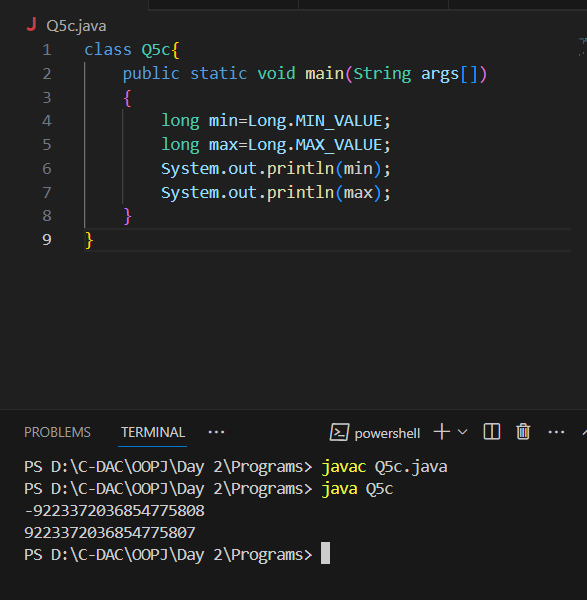 J Q5c.java
1 class Q5c{
2 public static void main(String args[])
3 {
4 long min=Long.MIN_VALUE;
5 long max=Long.MAX_VALUE;
6 System.out.println(min);
7 System.out.println(max);
8 }
9 }
PROBLEMS TERMINAL ··· powershell
PS D:\C-DAC\OOPJ\Day 2\Programs> javac Q5c.java
PS D:\C-DAC\OOPJ\Day 2\Programs> java Q5c
-9223372036854775808
9223372036854775807
PS D:\C-DAC\OOPJ\Day 2\Programs>